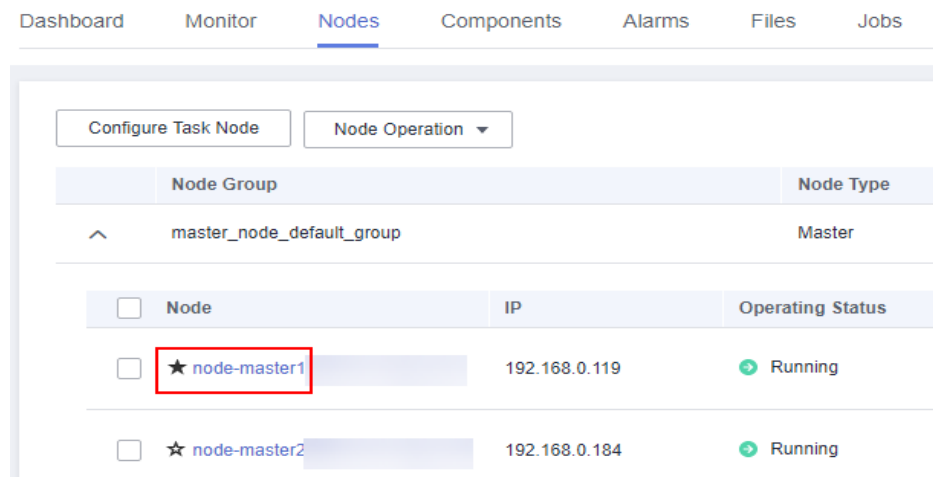 Dashboard Monitor Nodes Components Alarms Files Jobs
Configure Task Node Node Operation
Node Group Node Type
master_node_default_group Master
Node IP Operating Status
node-master1 192.168.0.119 Running
node-master2 192.168.0.184 Running